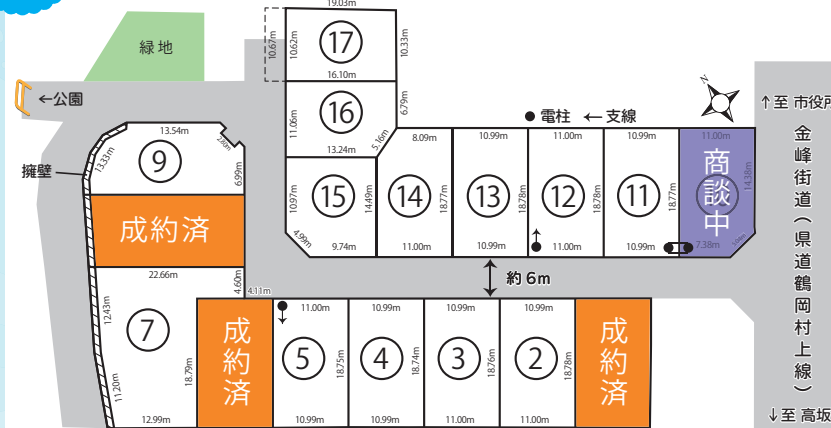 19.03m
10.67m
10.62m
⑰
10.33m
16.10m
緑地
←公園
11.06m
⑯
6.79m
13.24m
5.16m
●電柱 ←支線
N
↑至 市役所
金峰街道(県道鶴岡村上線)
↓至 高坂
擁壁
13.54m
2.60m
13.33m
⑨
6.99m
成約済
10.97m
⑮
14.49m
4.99m
9.74m
8.09m
⑭
18.77m
11.00m
10.99m
⑬
18.78m
10.99m
11.00m
⑫
18.78m
11.00m
10.99m
⑪
18.77m
10.99m
11.00m
商談中
14.38m
7.38m
約6m
22.66m
4.60m
4.11m
12.43m
⑦
11.20m
18.79m
12.99m
成約済
11.00m
⑤
18.75m
10.99m
10.99m
④
18.74m
10.99m
10.99m
③
18.76m
11.00m
10.99m
②
18.78m
11.00m
成約済